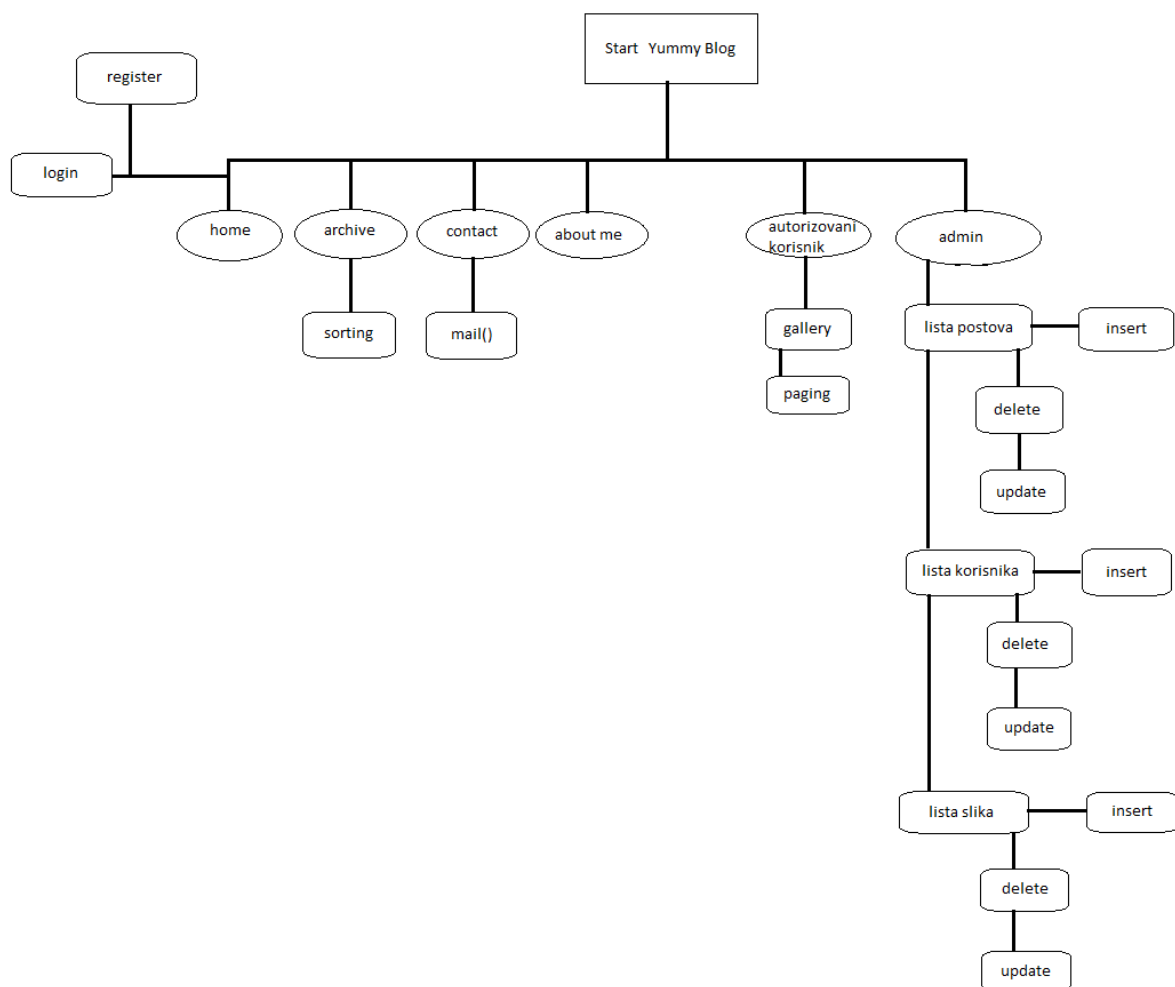 Start Yummy Blog
register
login
home
archive
contact
about me
autorizovani
korisnik
admin
sorting
mail()
gallery
paging
lista postova
insert
delete
update
lista korisnika
insert
delete
update
lista slika
insert
delete
update